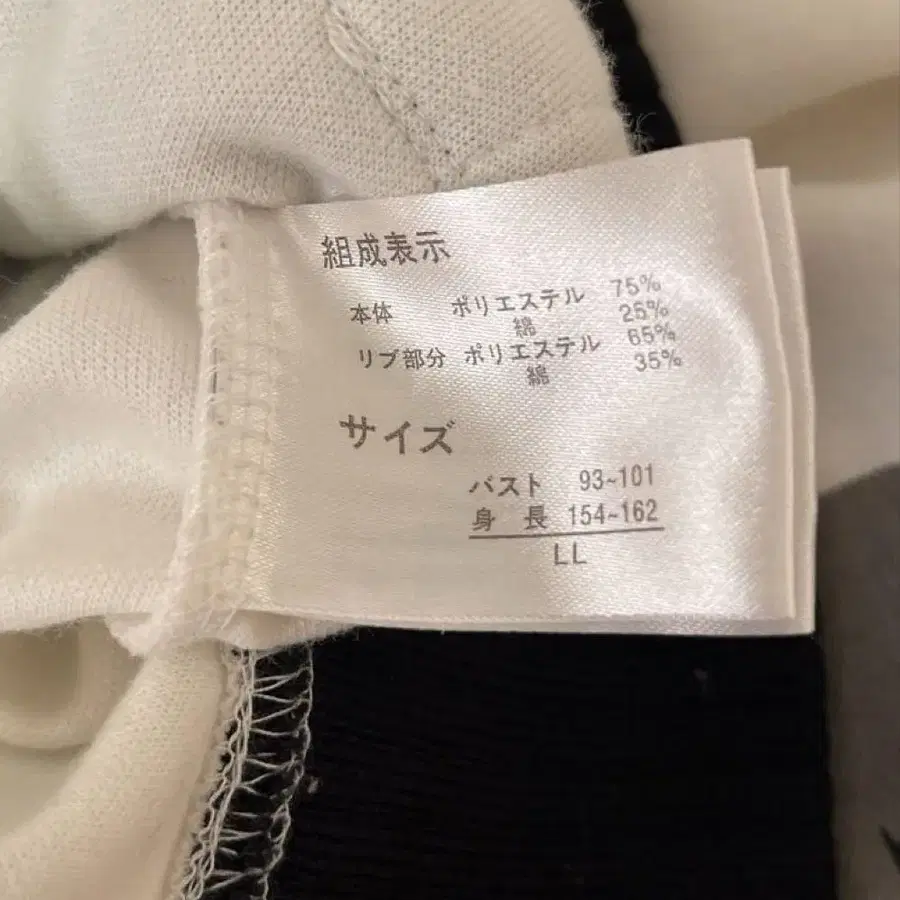 組成表示
本体 ポリエステル 75%
綿 25%
リブ部分 ポリエステル 65%
綿 35%
サイズ
バスト 93~101
身長 154~162
LL